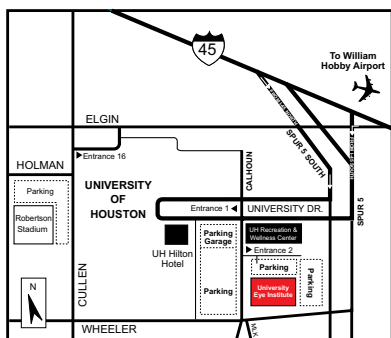 45
To William
Hobby Airport
ELGIN
HOLMAN
Entrance 16
CALHOUN
SPUR 5 SOUTH
Parking
Robertson
Stadium
UNIVERSITY
OF
HOUSTON
Entrance 1
UNIVERSITY DR.
SPUR 5
UH Hilton
Hotel
Parking
Garage
UH Recreation &
Wellness Center
Entrance 2
Parking
University
Eye Institute
Parking
Parking
N
CULLEN
WHEELER
MLK